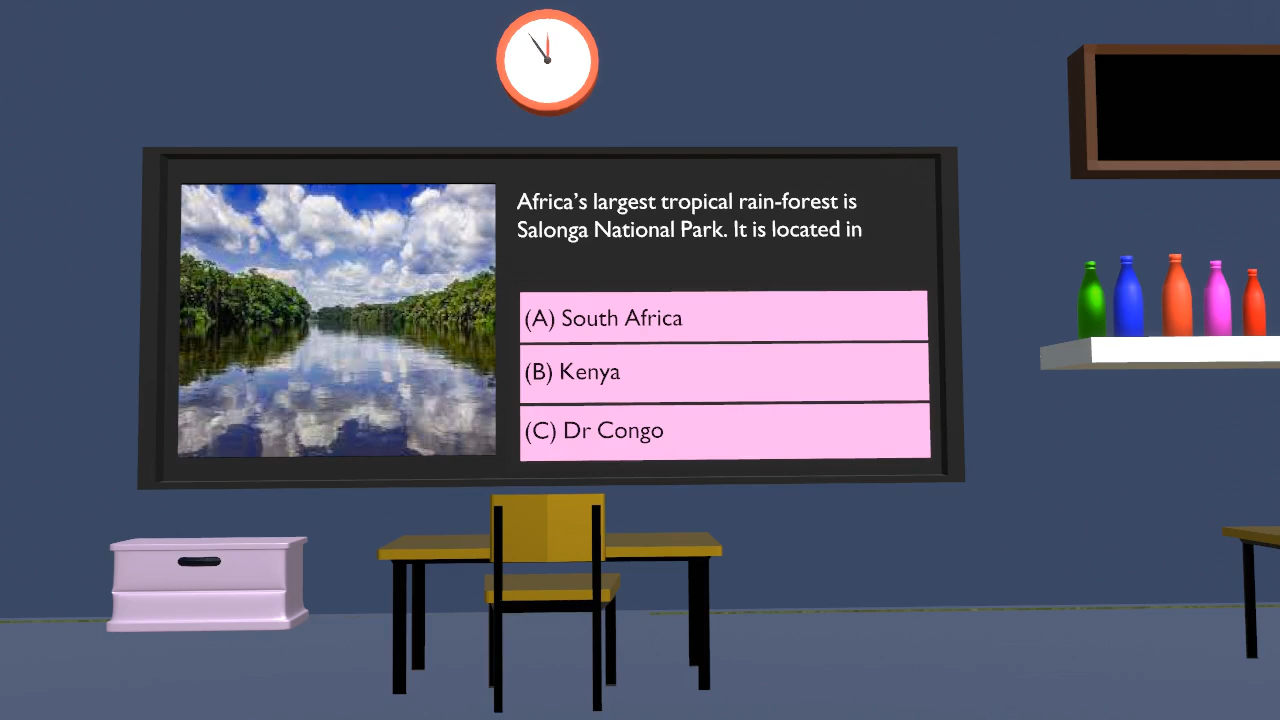 Africa's largest tropical rain-forest is
Salonga National Park. It is located in
(A) South Africa
(B) Kenya
(C) Dr Congo